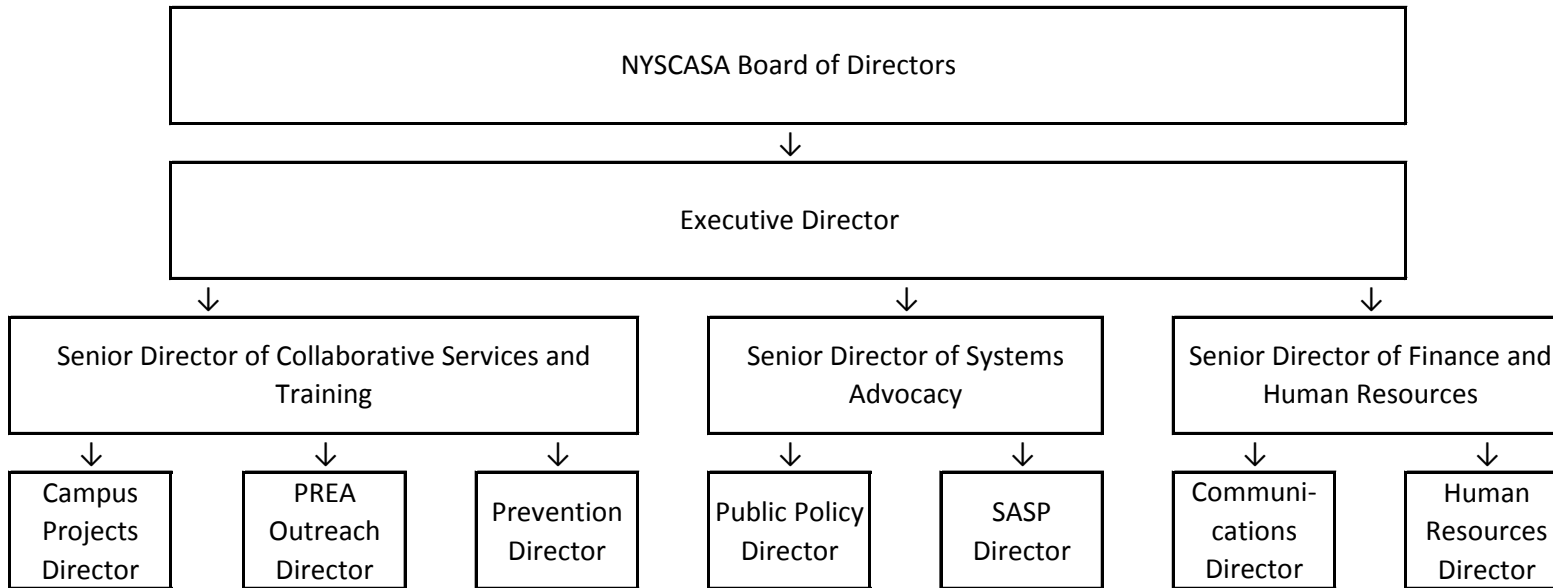 NYSCASA Board of Directors
↓
Executive Director
↓ ↓ ↓
Senior Director of Collaborative Services and
Training
Senior Director of Systems
Advocacy
Senior Director of Finance and
Human Resources
↓ ↓ ↓ ↓ ↓ ↓ ↓
Campus
Projects
Director
PREA
Outreach
Director
Prevention
Director
Public Policy
Director
SASP
Director
Communi-
cations
Director
Human
Resources
Director